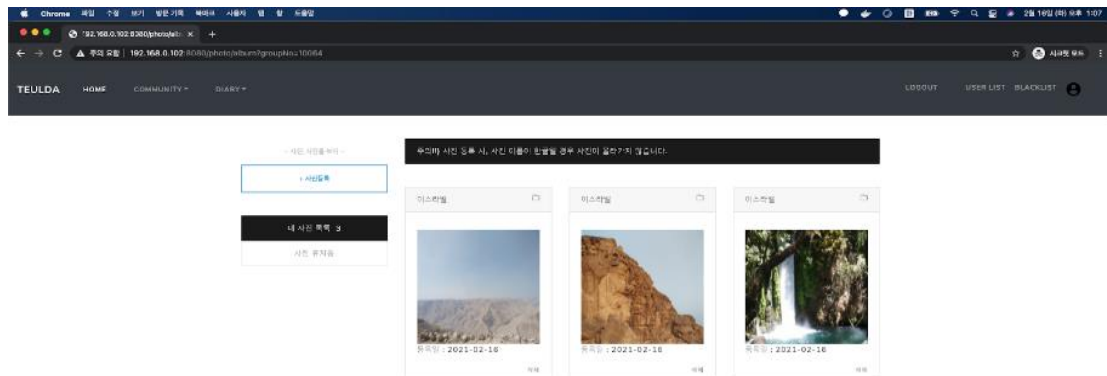 Chrome 파일 수정 보기 방문 기록 북마크 사용자 탭 창 도움말
2월 16일 (화) 오후 1:07
192.168.0.102:8080/photo/alb
주의 요함 192.168.0.102:8080/photo/album?groupNo=10064
시크릿 모드
TEULDA HOME COMMUNITY DIARY LOGOUT USER LIST BLACKLIST
주의!!) 사진 등록 시, 사진 이름이 한글일 경우 사진이 올라가지 않습니다.
+ 사진등록
이스라엘 이스라엘 이스라엘
내 사진 목록 3
사진 휴지통
등록일 : 2021-02-16 등록일 : 2021-02-16 등록일 : 2021-02-16
삭제 삭제 삭제